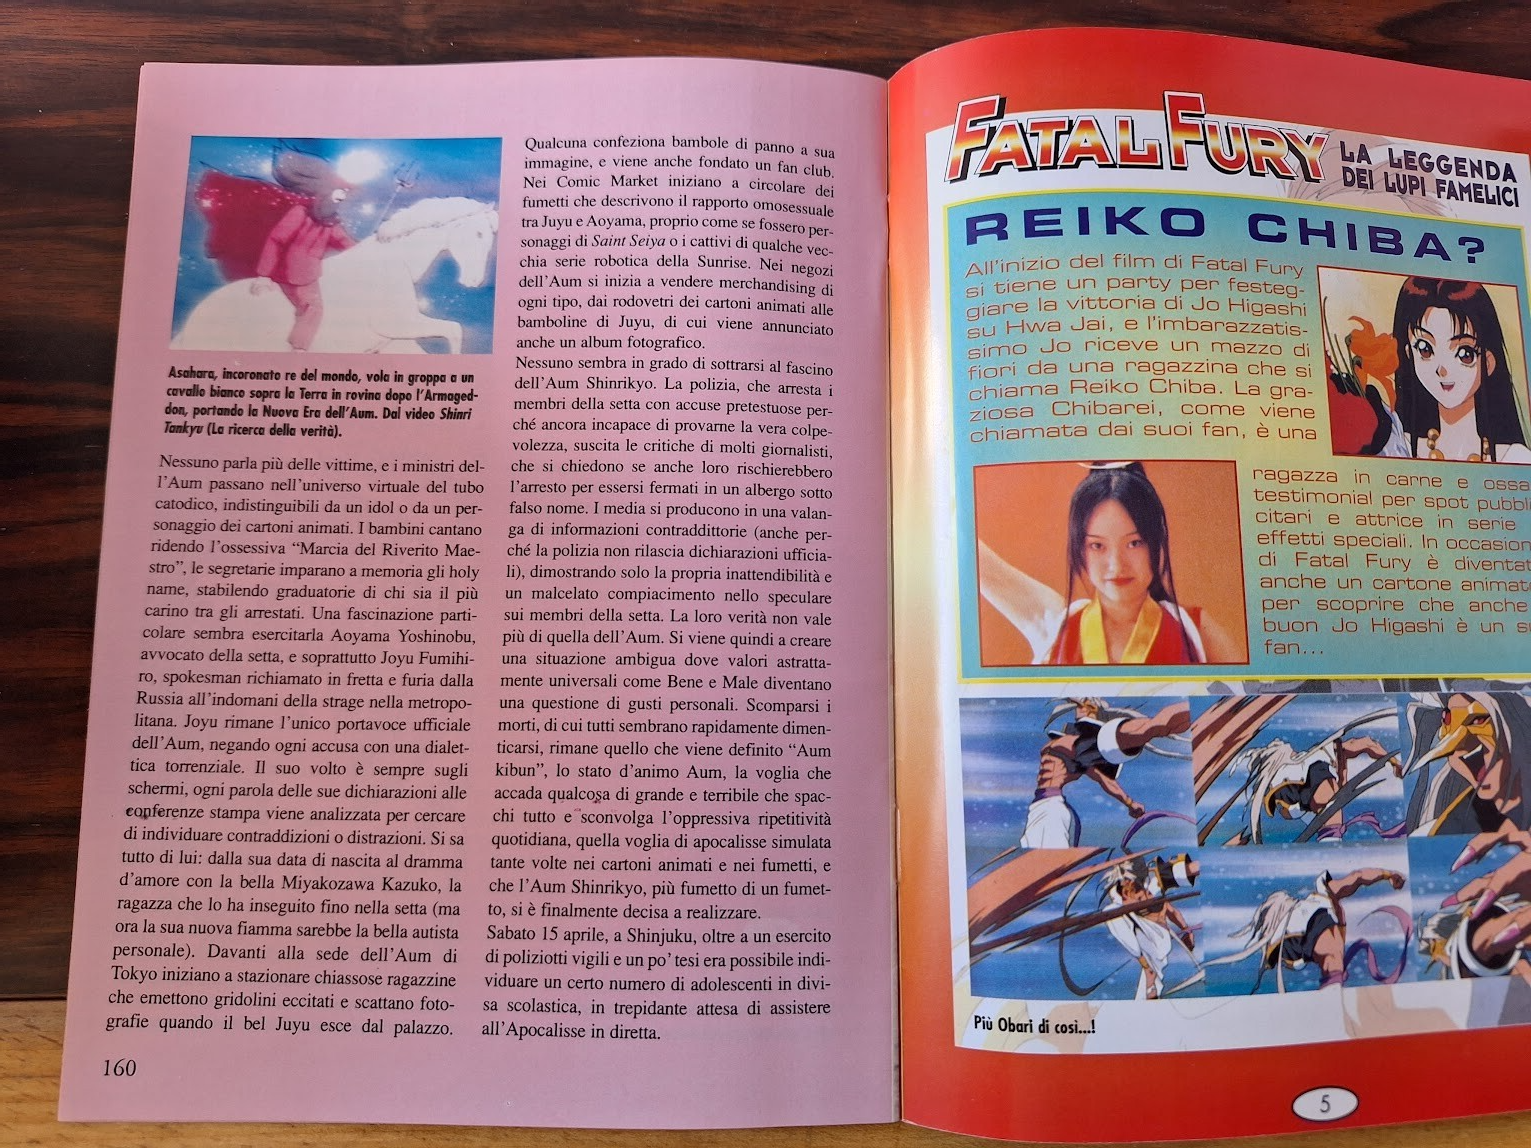 Asahara, incoronato re del mondo, vola in groppa a un
cavallo bianco sopra la Terra in rovina dopo l'Armaged-
don, portando la Nuova Era dell'Aum. Dal video Shinri
Tankyu (La ricerca della verità).
Nessuno parla più delle vittime, e i ministri del-
l'Aum passano nell'universo virtuale del tubo
catodico, indistinguibili da un idol o da un per-
sonaggio dei cartoni animati. I bambini cantano
ridendo l'ossessiva “Marcia del Riverito Mae-
stro”, le segretarie imparano a memoria gli holy
name, stabilendo graduatorie di chi sia il più
carino tra gli arrestati. Una fascinazione parti-
colare sembra esercitarla Aoyama Yoshinobu,
avvocato della setta, e soprattutto Joyu Fumihi-
ro, spokesman richiamato in fretta e furia dalla
Russia all'indomani della strage nella metropo-
litana. Joyu rimane l'unico portavoce ufficiale
dell'Aum, negando ogni accusa con una dialet-
tica torrenziale. Il suo volto è sempre sugli
schermi, ogni parola delle sue dichiarazioni alle
conferenze stampa viene analizzata per cercare
di individuare contraddizioni o distrazioni. Si sa
tutto di lui: dalla sua data di nascita al dramma
d'amore con la bella Miyakozawa Kazuko, la
ragazza che lo ha inseguito fino nella setta (ma
ora la sua nuova fiamma sarebbe la bella autista
personale). Davanti alla sede dell'Aum di
Tokyo iniziano a stazionare chiassose ragazzine
che emettono gridolini eccitati e scattano foto-
grafie quando il bel Juyu esce dal palazzo.
160
Qualcuna confeziona bambole di panno a sua
immagine, e viene anche fondato un fan club.
Nei Comic Market iniziano a circolare dei
fumetti che descrivono il rapporto omosessuale
tra Juyu e Aoyama, proprio come se fossero per-
sonaggi di Saint Seiya o i cattivi di qualche vec-
chia serie robotica della Sunrise. Nei negozi
dell'Aum si inizia a vendere merchandising di
ogni tipo, dai rodovetri dei cartoni animati alle
bamboline di Juyu, di cui viene annunciato
anche un album fotografico.
Nessuno sembra in grado di sottrarsi al fascino
dell'Aum Shinrikyo. La polizia, che arresta i
membri della setta con accuse pretestuose per-
ché ancora incapace di provarne la vera colpe-
volezza, suscita le critiche di molti giornalisti,
che si chiedono se anche loro rischierebbero
l'arresto per essersi fermati in un albergo sotto
falso nome. I media si producono in una valan-
ga di informazioni contraddittorie (anche per-
ché la polizia non rilascia dichiarazioni ufficia-
li), dimostrando solo la propria inattendibilità e
un malcelato compiacimento nello speculare
sui membri della setta. La loro verità non vale
più di quella dell'Aum. Si viene quindi a creare
una situazione ambigua dove valori astratta-
mente universali come Bene e Male diventano
una questione di gusti personali. Scomparsi i
morti, di cui tutti sembrano rapidamente dimen-
ticarsi, rimane quello che viene definito “Aum
kibun”, lo stato d'animo Aum, la voglia che
accada qualcosa di grande e terribile che spac-
chi tutto e sconvolga l'oppressiva ripetitività
quotidiana, quella voglia di apocalisse simulata
tante volte nei cartoni animati e nei fumetti, e
che l'Aum Shinrikyo, più fumetto di un fumet-
to, si è finalmente decisa a realizzare.
Sabato 15 aprile, a Shinjuku, oltre a un esercito
di poliziotti vigili e un po' tesi era possibile indi-
viduare un certo numero di adolescenti in divi-
sa scolastica, in trepidante attesa di assistere
all'Apocalisse in diretta.
FATAL FURY
LA LEGGENDA
DEI LUPI FAMELICI
REIKO CHIBA?
All'inizio del film di Fatal Fury
si tiene un party per festeg-
giare la vittoria di Jo Higashi
su Hwa Jai, e l'imbarazzatis-
simo Jo riceve un mazzo di
fiori da una ragazzina che si
chiama Reiko Chiba. La gra-
ziosa Chibarei, come viene
chiamata dai suoi fan, è una
ragazza in carne e ossa
testimonial per spot pubbli
citari e attrice in serie
effetti speciali. In occasion
di Fatal Fury è diventat
anche un cartone animat
per scoprire che anche
buon Jo Higashi è un s
fan...
Più Obari di così...!
5